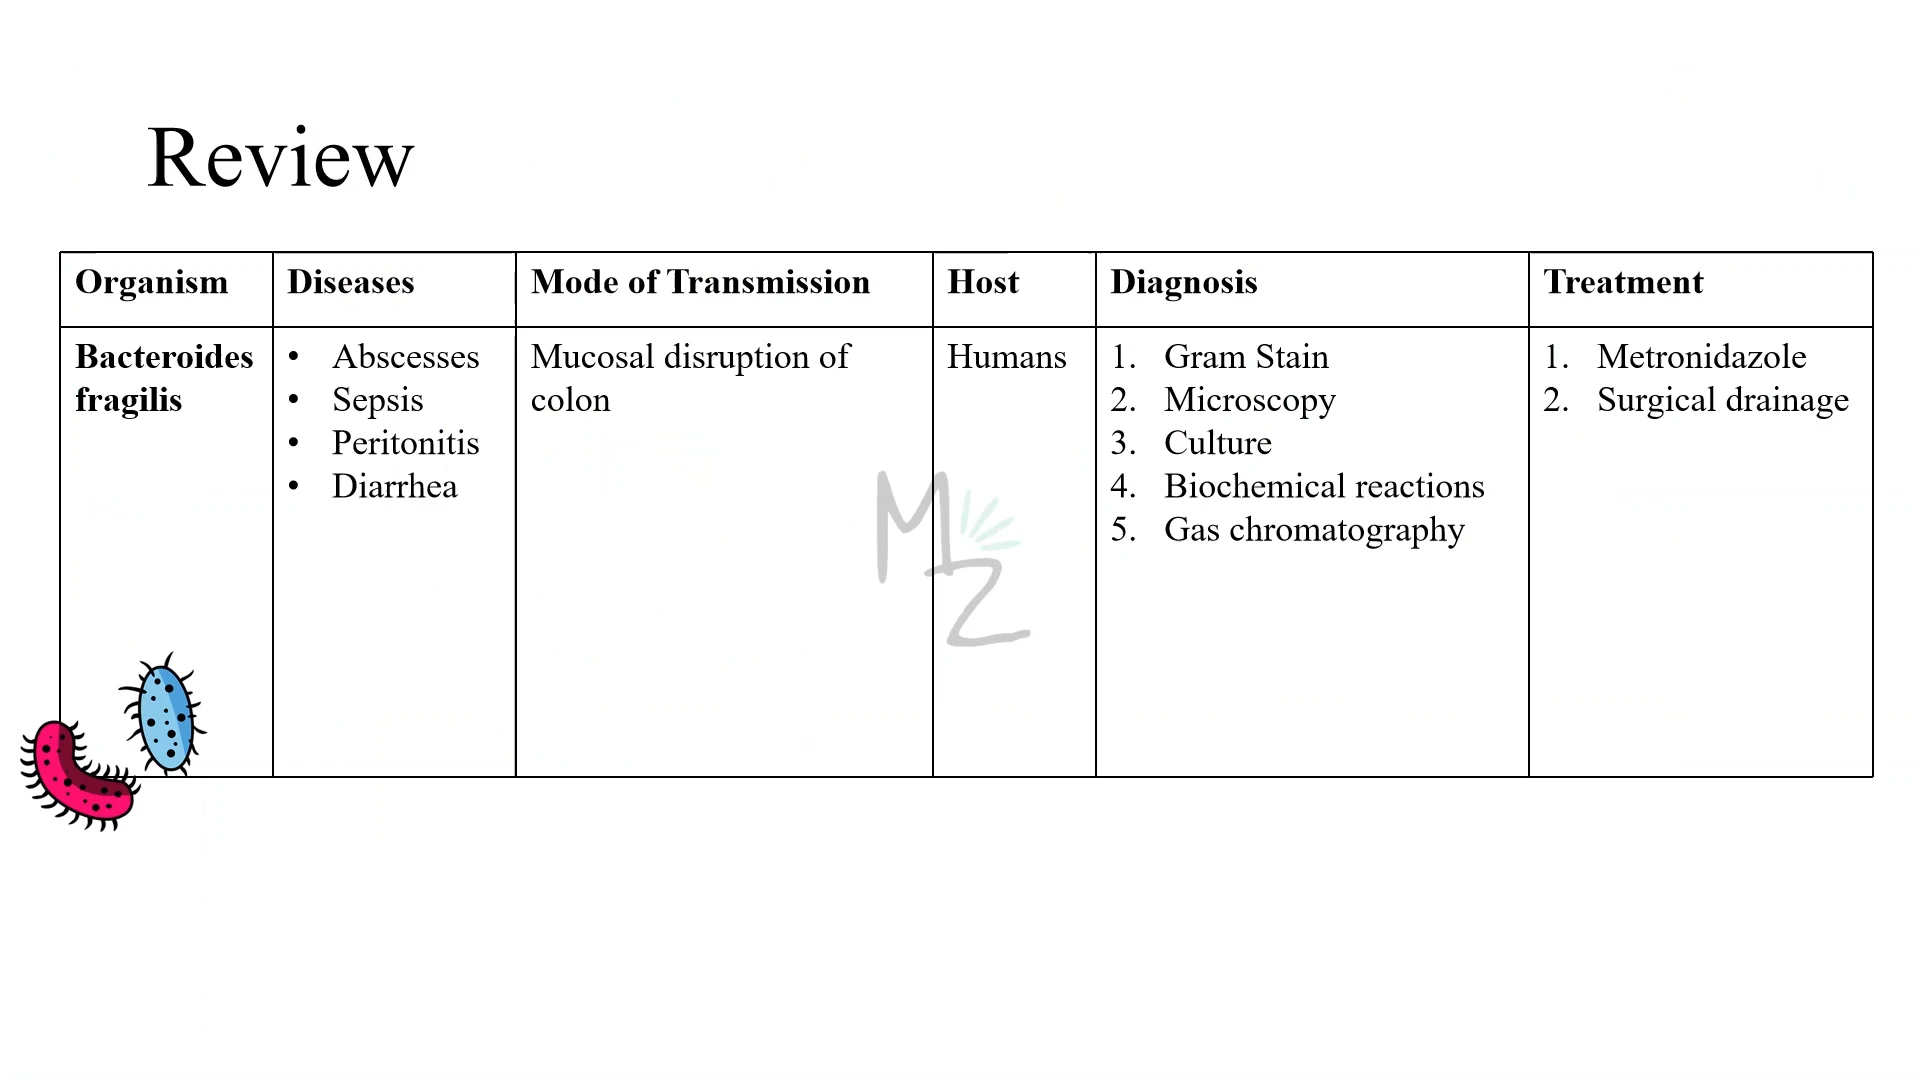 Review
Organism
Diseases
Mode of Transmission
Host
Diagnosis
Treatment
Bacteroides
fragilis
• Abscesses
• Sepsis
• Peritonitis
• Diarrhea
Mucosal disruption of
colon
Humans
1. Gram Stain
2. Microscopy
3. Culture
4. Biochemical reactions
5. Gas chromatography
1. Metronidazole
2. Surgical drainage
MZ